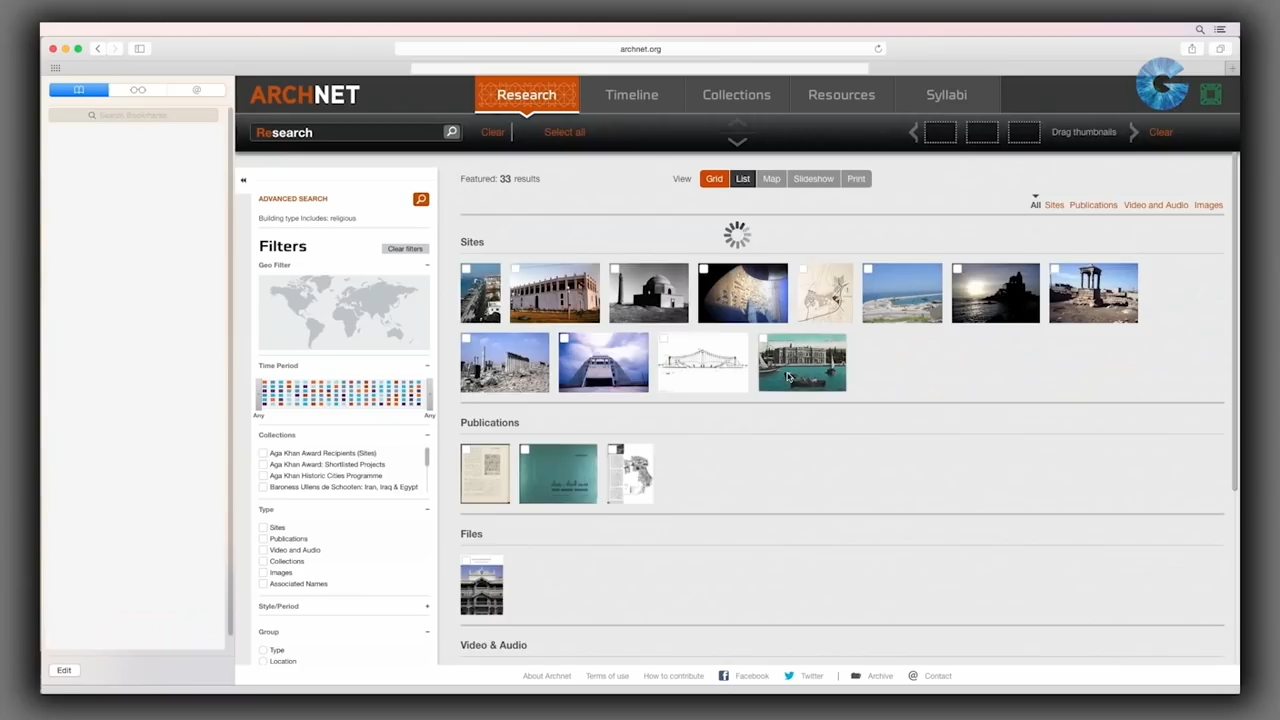 archnet.org
Search Bookmarks
ARCHNET
Research
Timeline
Collections
Resources
Syllabi
Research
Clear
Select all
Drag thumbnails
Clear
Featured: 33 results
View
Grid
List
Map
Slideshow
Print
All Sites Publications Video and Audio Images
ADVANCED SEARCH
Building type Includes: religious
Filters
Clear filters
Geo Filter
Time Period
Any
Any
Collections
Aga Khan Award Recipients (Sites)
Aga Khan Award: Shortlisted Projects
Aga Khan Historic Cities Programme
Baroness Ullens de Schooten: Iran, Iraq & Egypt
Type
Sites
Publications
Video and Audio
Collections
Images
Associated Names
Style/Period
Group
Type
Location
Sites
Publications
Files
Video & Audio
Edit
About Archnet
Terms of use
How to contribute
Facebook
Twitter
Archive
Contact